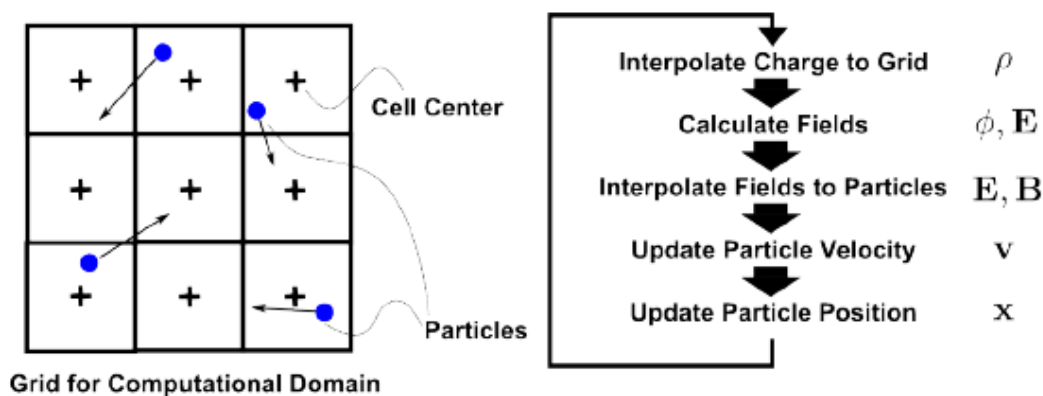 Cell Center
Particles
Grid for Computational Domain
Interpolate Charge to Grid ρ
Calculate Fields ϕ, E
Interpolate Fields to Particles E, B
Update Particle Velocity v
Update Particle Position x